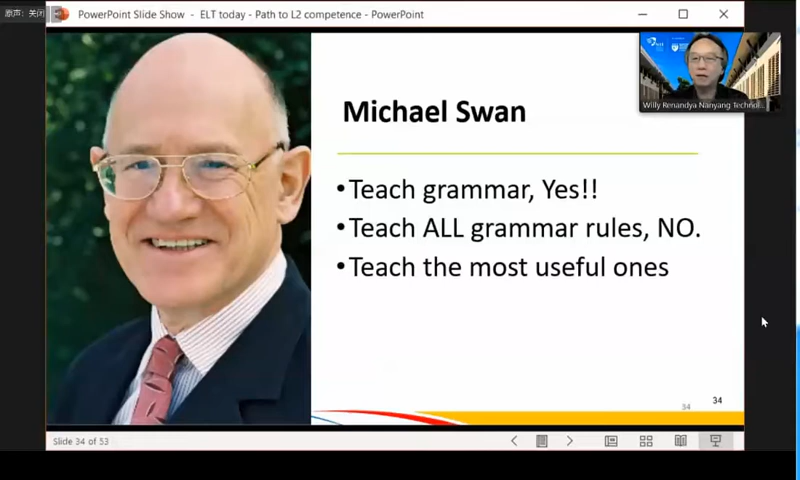 原声：关闭
PowerPoint Slide Show - ELT today - Path to L2 competence - PowerPoint
Willy Renandya Nanyang Technol...
Michael Swan
•Teach grammar, Yes!!
•Teach ALL grammar rules, NO.
•Teach the most useful ones
34
34
Slide 34 of 53